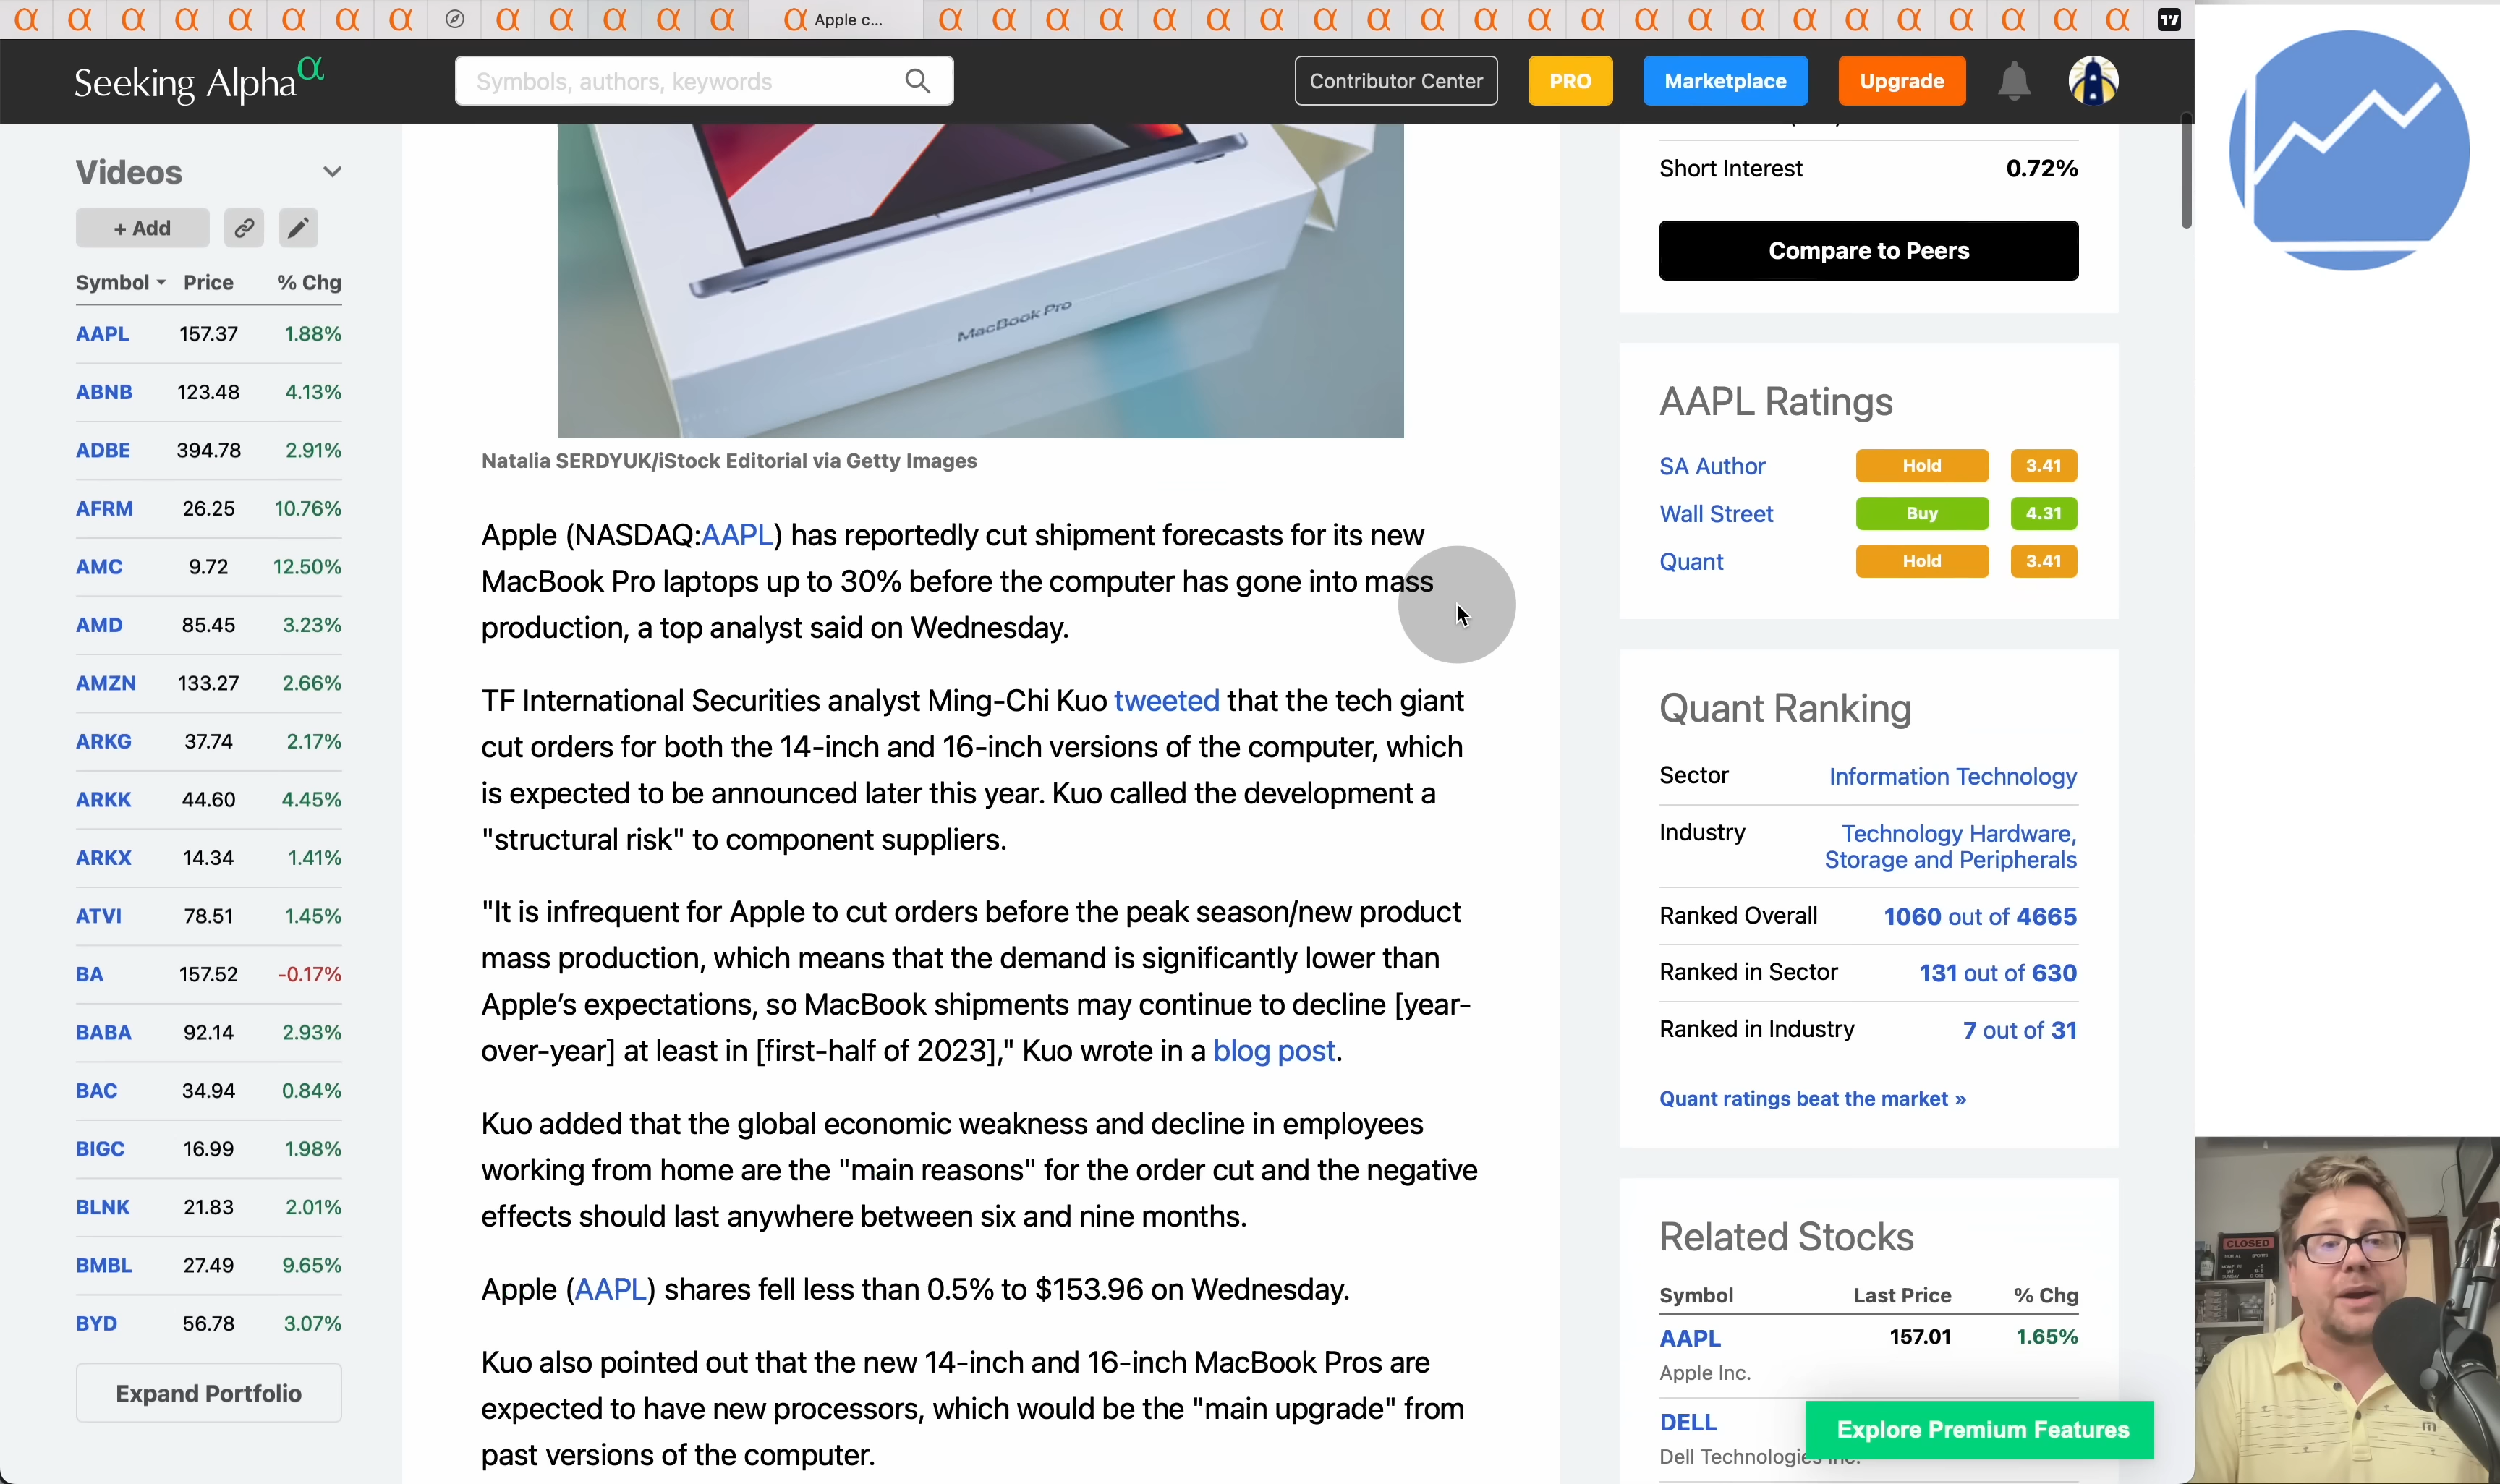 Apple c...
Seeking Alpha α
Symbols, authors, keywords
Contributor Center
PRO
Marketplace
Upgrade
Videos
+ Add
Symbol Price % Chg
AAPL 157.37 1.88%
ABNB 123.48 4.13%
ADBE 394.78 2.91%
AFRM 26.25 10.76%
AMC 9.72 12.50%
AMD 85.45 3.23%
AMZN 133.27 2.66%
ARKG 37.74 2.17%
ARKK 44.60 4.45%
ARKX 14.34 1.41%
ATVI 78.51 1.45%
BA 157.52 -0.17%
BABA 92.14 2.93%
BAC 34.94 0.84%
BIGC 16.99 1.98%
BLNK 21.83 2.01%
BMBL 27.49 9.65%
BYD 56.78 3.07%
Expand Portfolio
MacBook Pro
Natalia SERDYUK/iStock Editorial via Getty Images
Apple (NASDAQ:AAPL) has reportedly cut shipment forecasts for its new
MacBook Pro laptops up to 30% before the computer has gone into mass
production, a top analyst said on Wednesday.
TF International Securities analyst Ming-Chi Kuo tweeted that the tech giant
cut orders for both the 14-inch and 16-inch versions of the computer, which
is expected to be announced later this year. Kuo called the development a
"structural risk" to component suppliers.
"It is infrequent for Apple to cut orders before the peak season/new product
mass production, which means that the demand is significantly lower than
Apple's expectations, so MacBook shipments may continue to decline [year-
over-year] at least in [first-half of 2023]," Kuo wrote in a blog post.
Kuo added that the global economic weakness and decline in employees
working from home are the "main reasons" for the order cut and the negative
effects should last anywhere between six and nine months.
Apple (AAPL) shares fell less than 0.5% to $153.96 on Wednesday.
Kuo also pointed out that the new 14-inch and 16-inch MacBook Pros are
expected to have new processors, which would be the "main upgrade" from
past versions of the computer.
Short Interest 0.72%
Compare to Peers
AAPL Ratings
SA Author Hold 3.41
Wall Street Buy 4.31
Quant Hold 3.41
Quant Ranking
Sector Information Technology
Industry Technology Hardware,
Storage and Peripherals
Ranked Overall 1060 out of 4665
Ranked in Sector 131 out of 630
Ranked in Industry 7 out of 31
Quant ratings beat the market »
Related Stocks
Symbol Last Price % Chg
AAPL 157.01 1.65%
Apple Inc.
DELL
Dell Technologies Inc.
Explore Premium Features
CLOSED